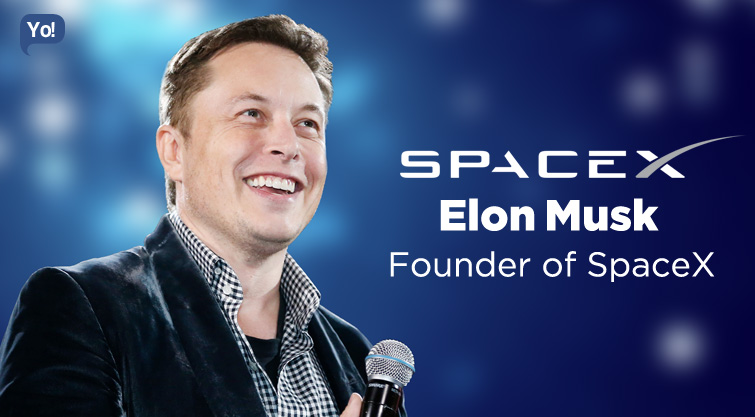 Yo!
SPACEX
Elon Musk
Founder of SpaceX